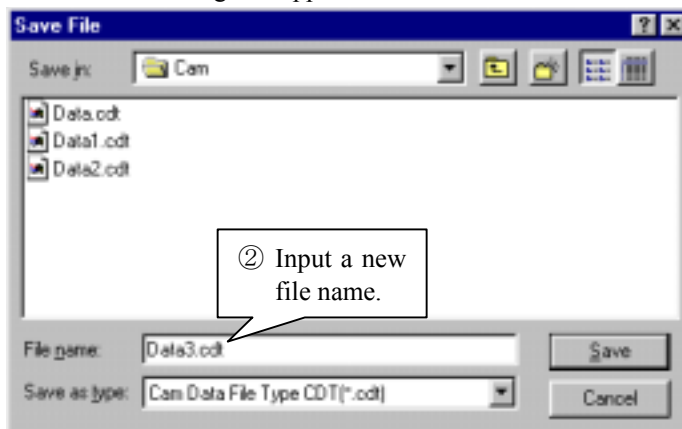 Save File
Save in: Cam
Data.cdt
Data1.cdt
Data2.cdt
② Input a new
file name.
File name: Data3.cdt Save
Save as type: Cam Data File Type CDT(*.cdt) Cancel